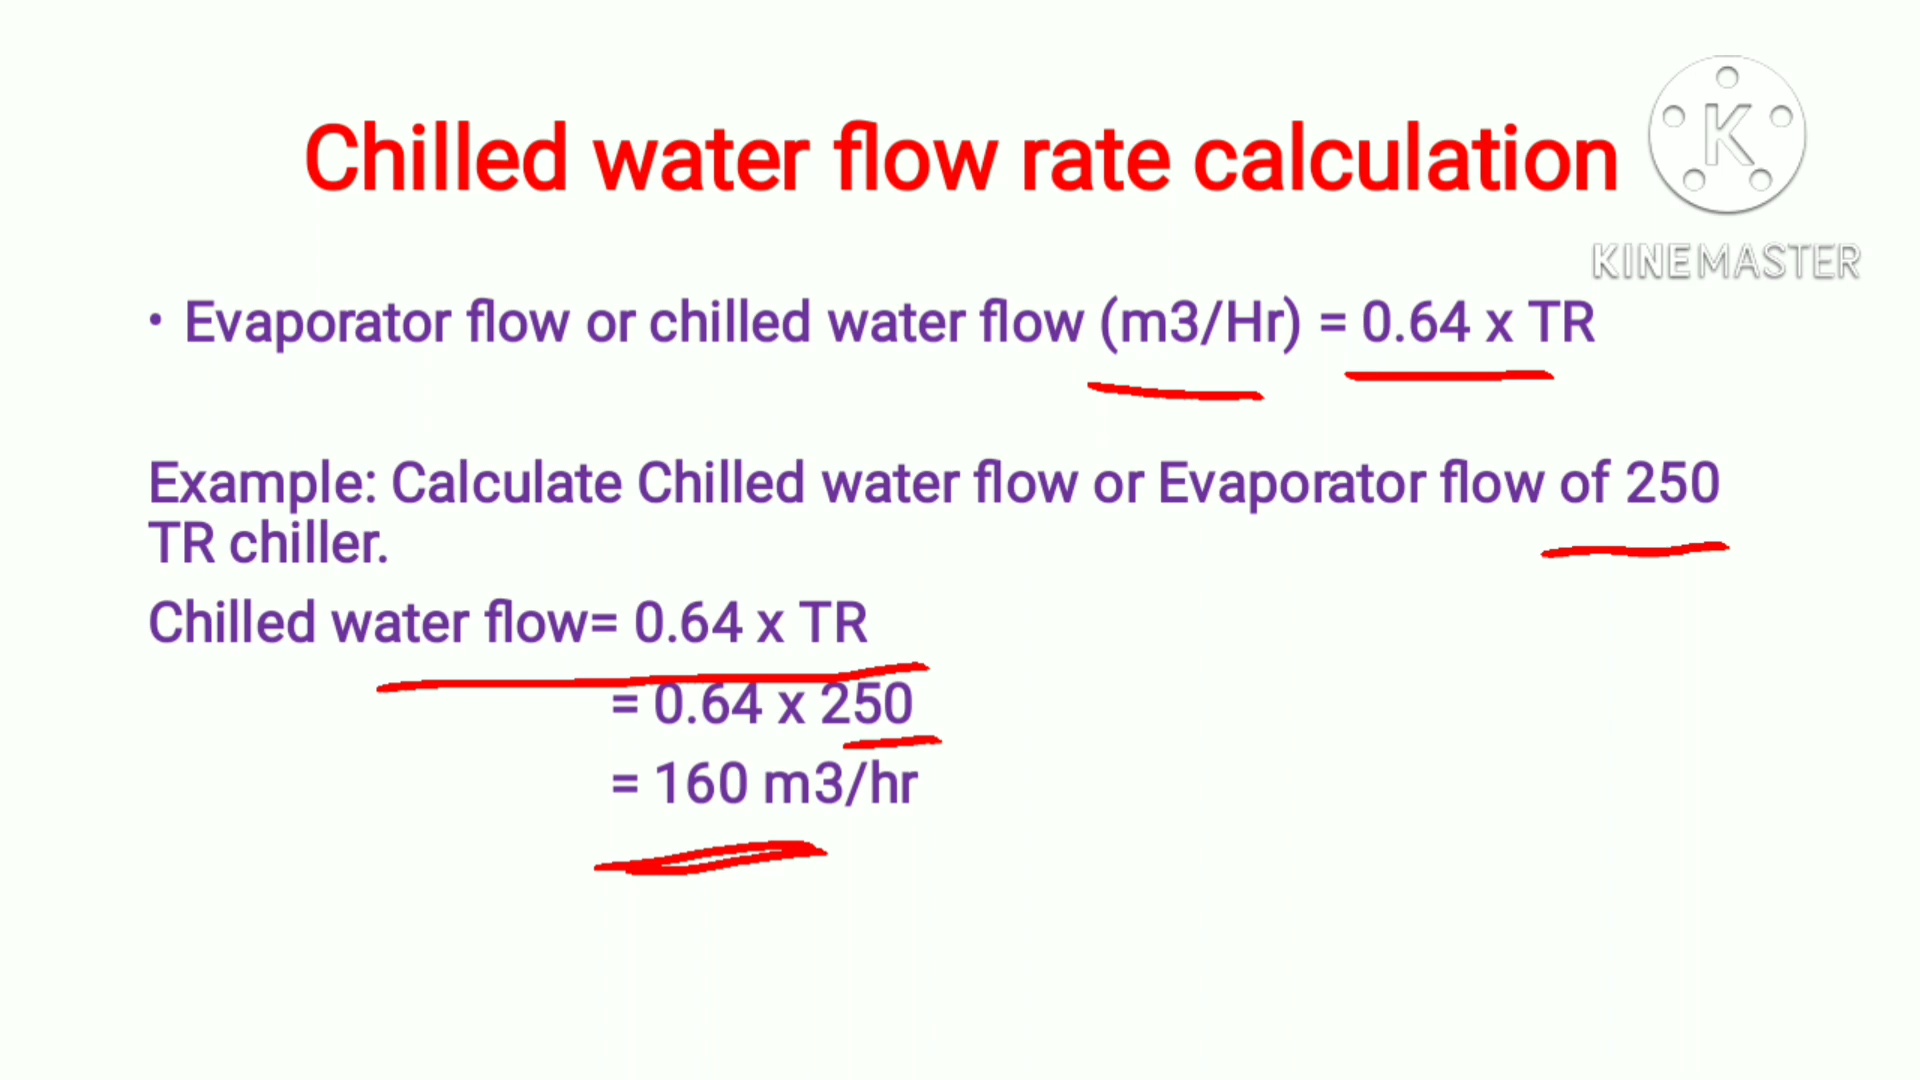 Chilled water flow rate calculation
K
KINEMASTER
• Evaporator flow or chilled water flow (m3/Hr) = 0.64 x TR
Example: Calculate Chilled water flow or Evaporator flow of 250
TR chiller.
Chilled water flow= 0.64 x TR
= 0.64 x 250
= 160 m3/hr